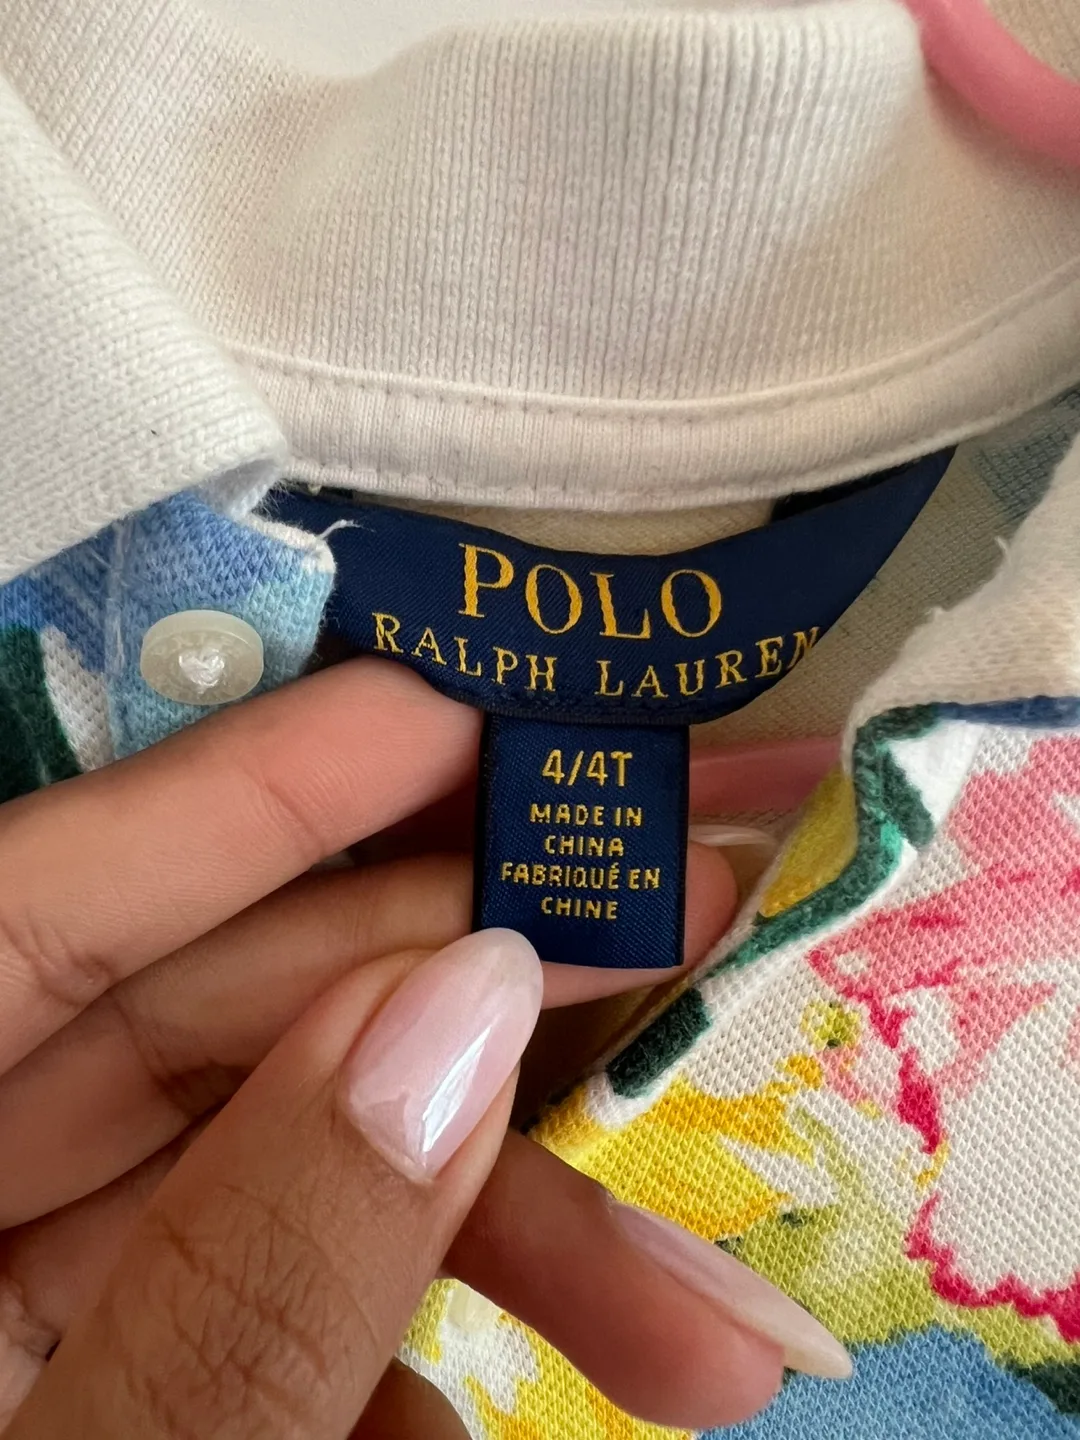 POLO
RALPH LAUREN
4/4T
MADE IN
CHINA
FABRIQUÉ EN
CHINE